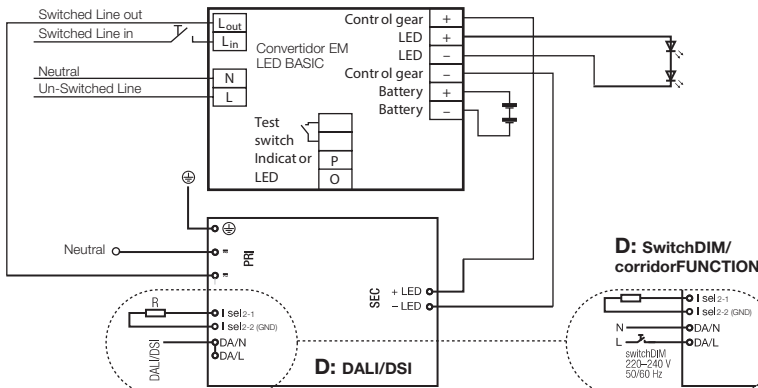 Switched Line out
Switched Line in
Neutral
Un-Switched Line
Lout
Lin
N
L
Convertidor EM
LED BASIC
Test
switch
Indicator
LED
P
O
Control gear +
LED +
LED –
Control gear –
Battery +
Battery –
Neutral
=
=
PRI
SEC
+ LED
– LED
R
I sel2-1
I sel2-2 (GND)
DA/N
DA/L
DALI/DSI
D: DALI/DSI
D: SwitchDIM/
corridorFUNCTION
I sel2-1
I sel2-2 (GND)
N
DA/N
L
DA/L
switchDIM
220–240 V
50/60 Hz